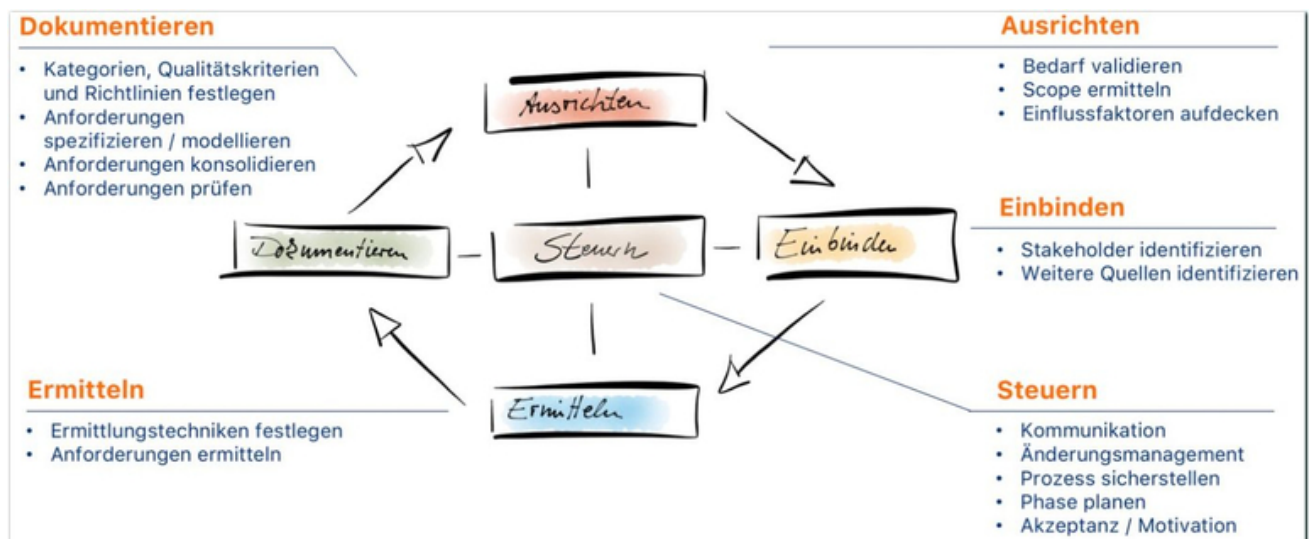 Dokumentieren
• Kategorien, Qualitätskriterien
und Richtlinien festlegen
• Anforderungen
spezifizieren / modellieren
• Anforderungen konsolidieren
• Anforderungen prüfen
Ausrichten
• Bedarf validieren
• Scope ermitteln
• Einflussfaktoren aufdecken
Ausrichten
Dokumentieren
Steuern
Einbinden
Ermitteln
Einbinden
• Stakeholder identifizieren
• Weitere Quellen identifizieren
Ermitteln
• Ermittlungstechniken festlegen
• Anforderungen ermitteln
Steuern
• Kommunikation
• Änderungsmanagement
• Prozess sicherstellen
• Phase planen
• Akzeptanz / Motivation